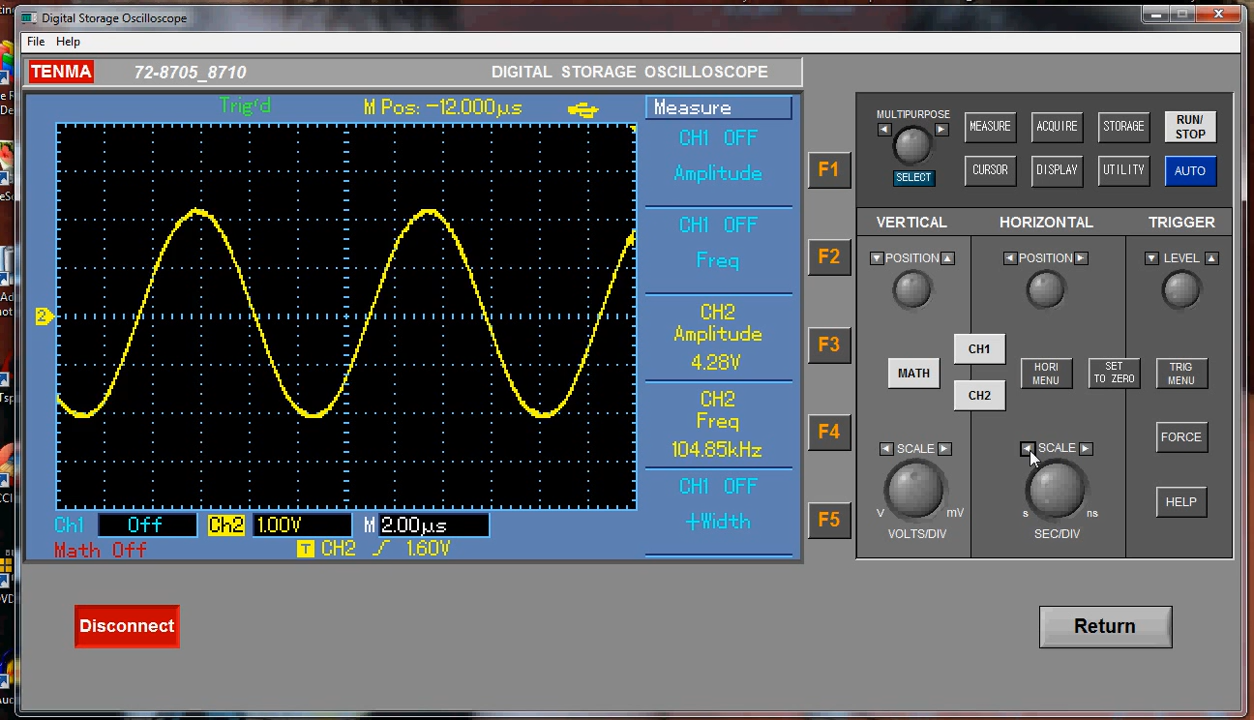 Digital Storage Oscilloscope
File Help
TENMA 72-8705_8710 DIGITAL STORAGE OSCILLOSCOPE
Trig'd M Pos: -12.000µs Measure
CH1 OFF
Amplitude
F1
CH1 OFF
Freq
F2
CH2
Amplitude
4.28V
F3
CH2
Freq
104.85kHz
F4
CH1 OFF
+Width
F5
2
Ch1 Off Ch2 1.00V M 2.00µs
Math Off T CH2 1.60V
MULTIPURPOSE
SELECT
MEASURE ACQUIRE STORAGE RUN/
STOP
CURSOR DISPLAY UTILITY AUTO
VERTICAL HORIZONTAL TRIGGER
POSITION POSITION LEVEL
CH1
MATH
CH2
HORI
MENU
SET
TO ZERO
TRIG
MENU
FORCE
SCALE SCALE
HELP
V mV s ns
VOLTS/DIV SEC/DIV
Disconnect Return